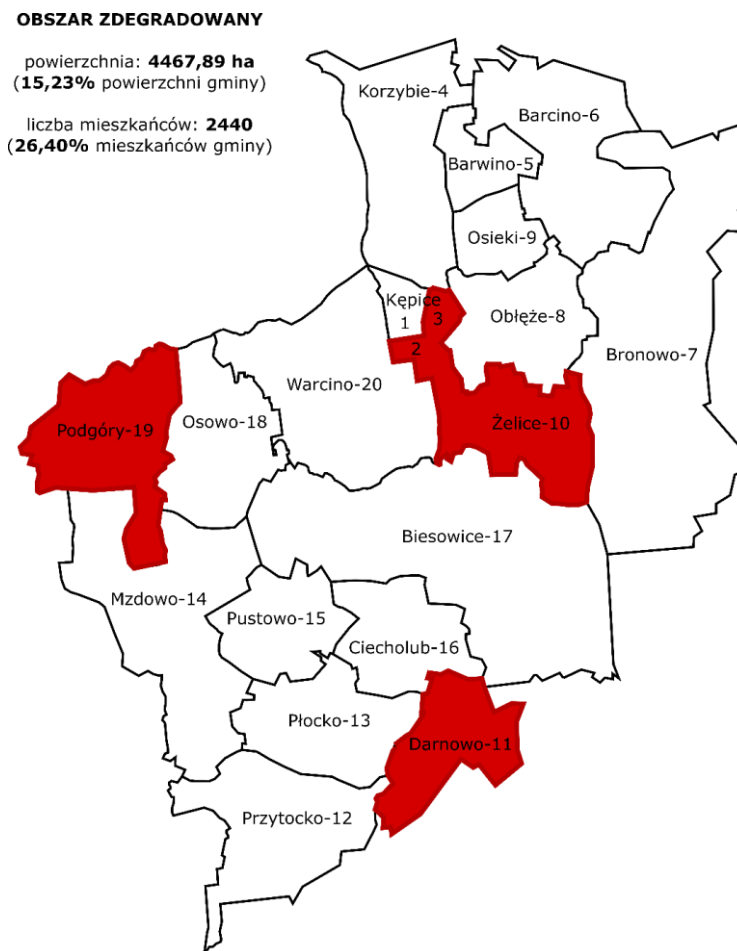 OBSZAR ZDEGRADOWANY
powierzchnia: 4467,89 ha
(15,23% powierzchni gminy)
liczba mieszkańców: 2440
(26,40% mieszkańców gminy)
Korzybie-4
Barcino-6
Barwino-5
Osieki-9
Kępice
1
3
2
Obłęże-8
Bronowo-7
Warcino-20
Podgóry-19
Osowo-18
Żelice-10
Biesowice-17
Mzdowo-14
Pustowo-15
Ciecholub-16
Płocko-13
Darnowo-11
Przytocko-12